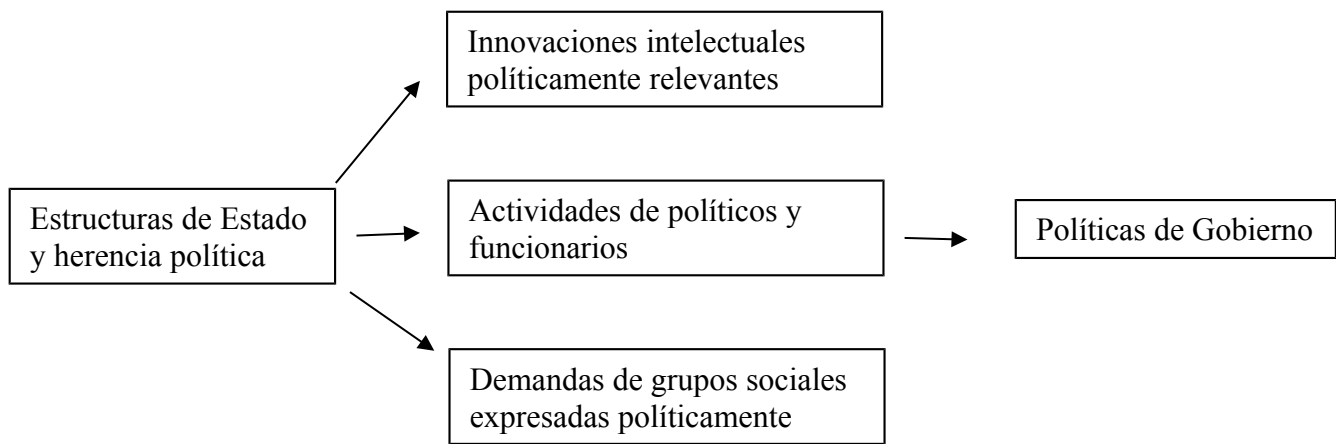 Innovaciones intelectuales
políticamente relevantes
Estructuras de Estado
y herencia política
Actividades de políticos y
funcionarios
Políticas de Gobierno
Demandas de grupos sociales
expresadas políticamente